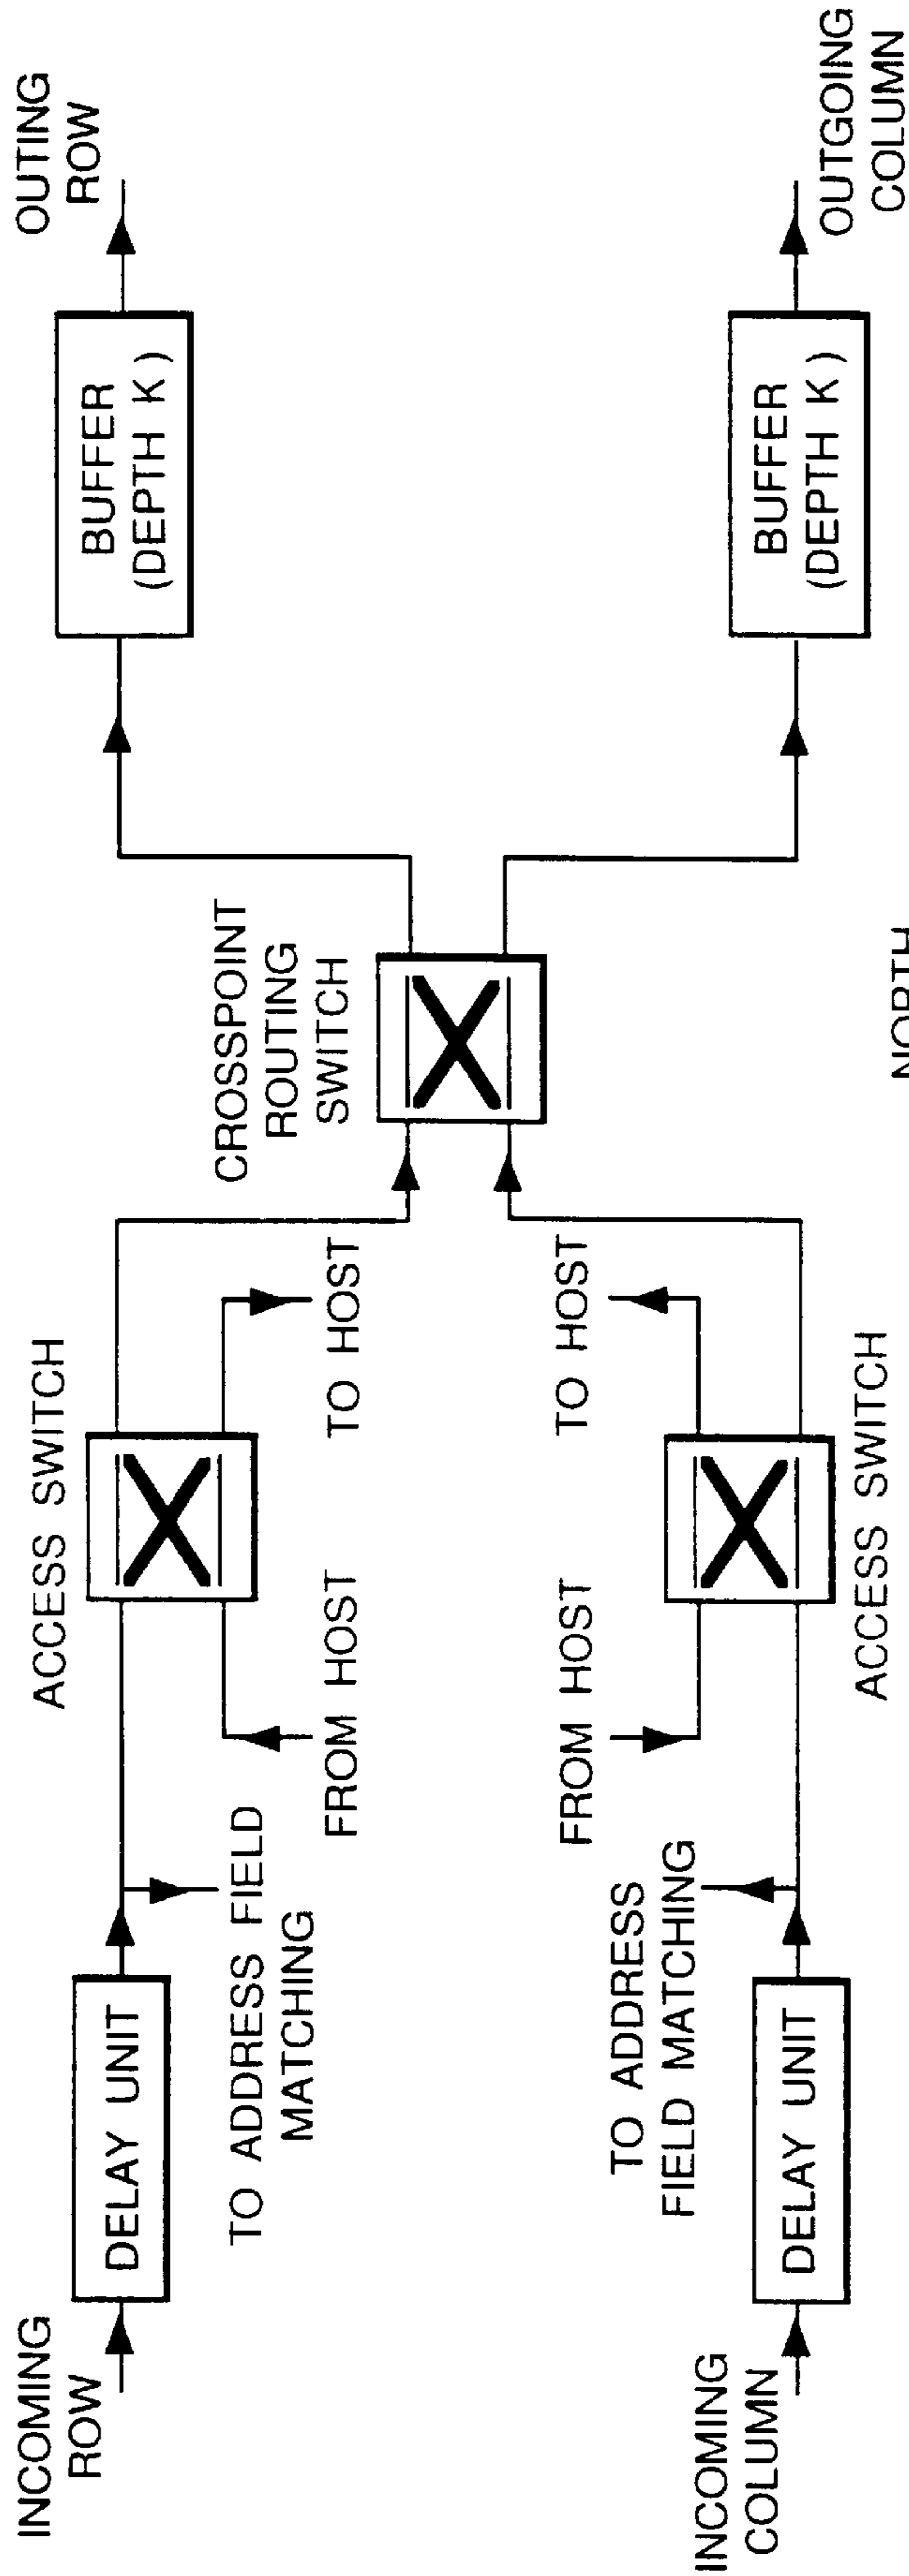 INCOMING
ROW
DELAY UNIT
TO ADDRESS FIELD
MATCHING
ACCESS SWITCH
FROM HOST
TO HOST
CROSSPOINT
ROUTING
SWITCH
BUFFER
(DEPTH K)
OUTING
ROW
INCOMING
COLUMN
DELAY UNIT
TO ADDRESS
FIELD MATCHING
FROM HOST
TO HOST
ACCESS SWITCH
BUFFER
(DEPTH K)
OUTGOING
COLUMN
NORTH